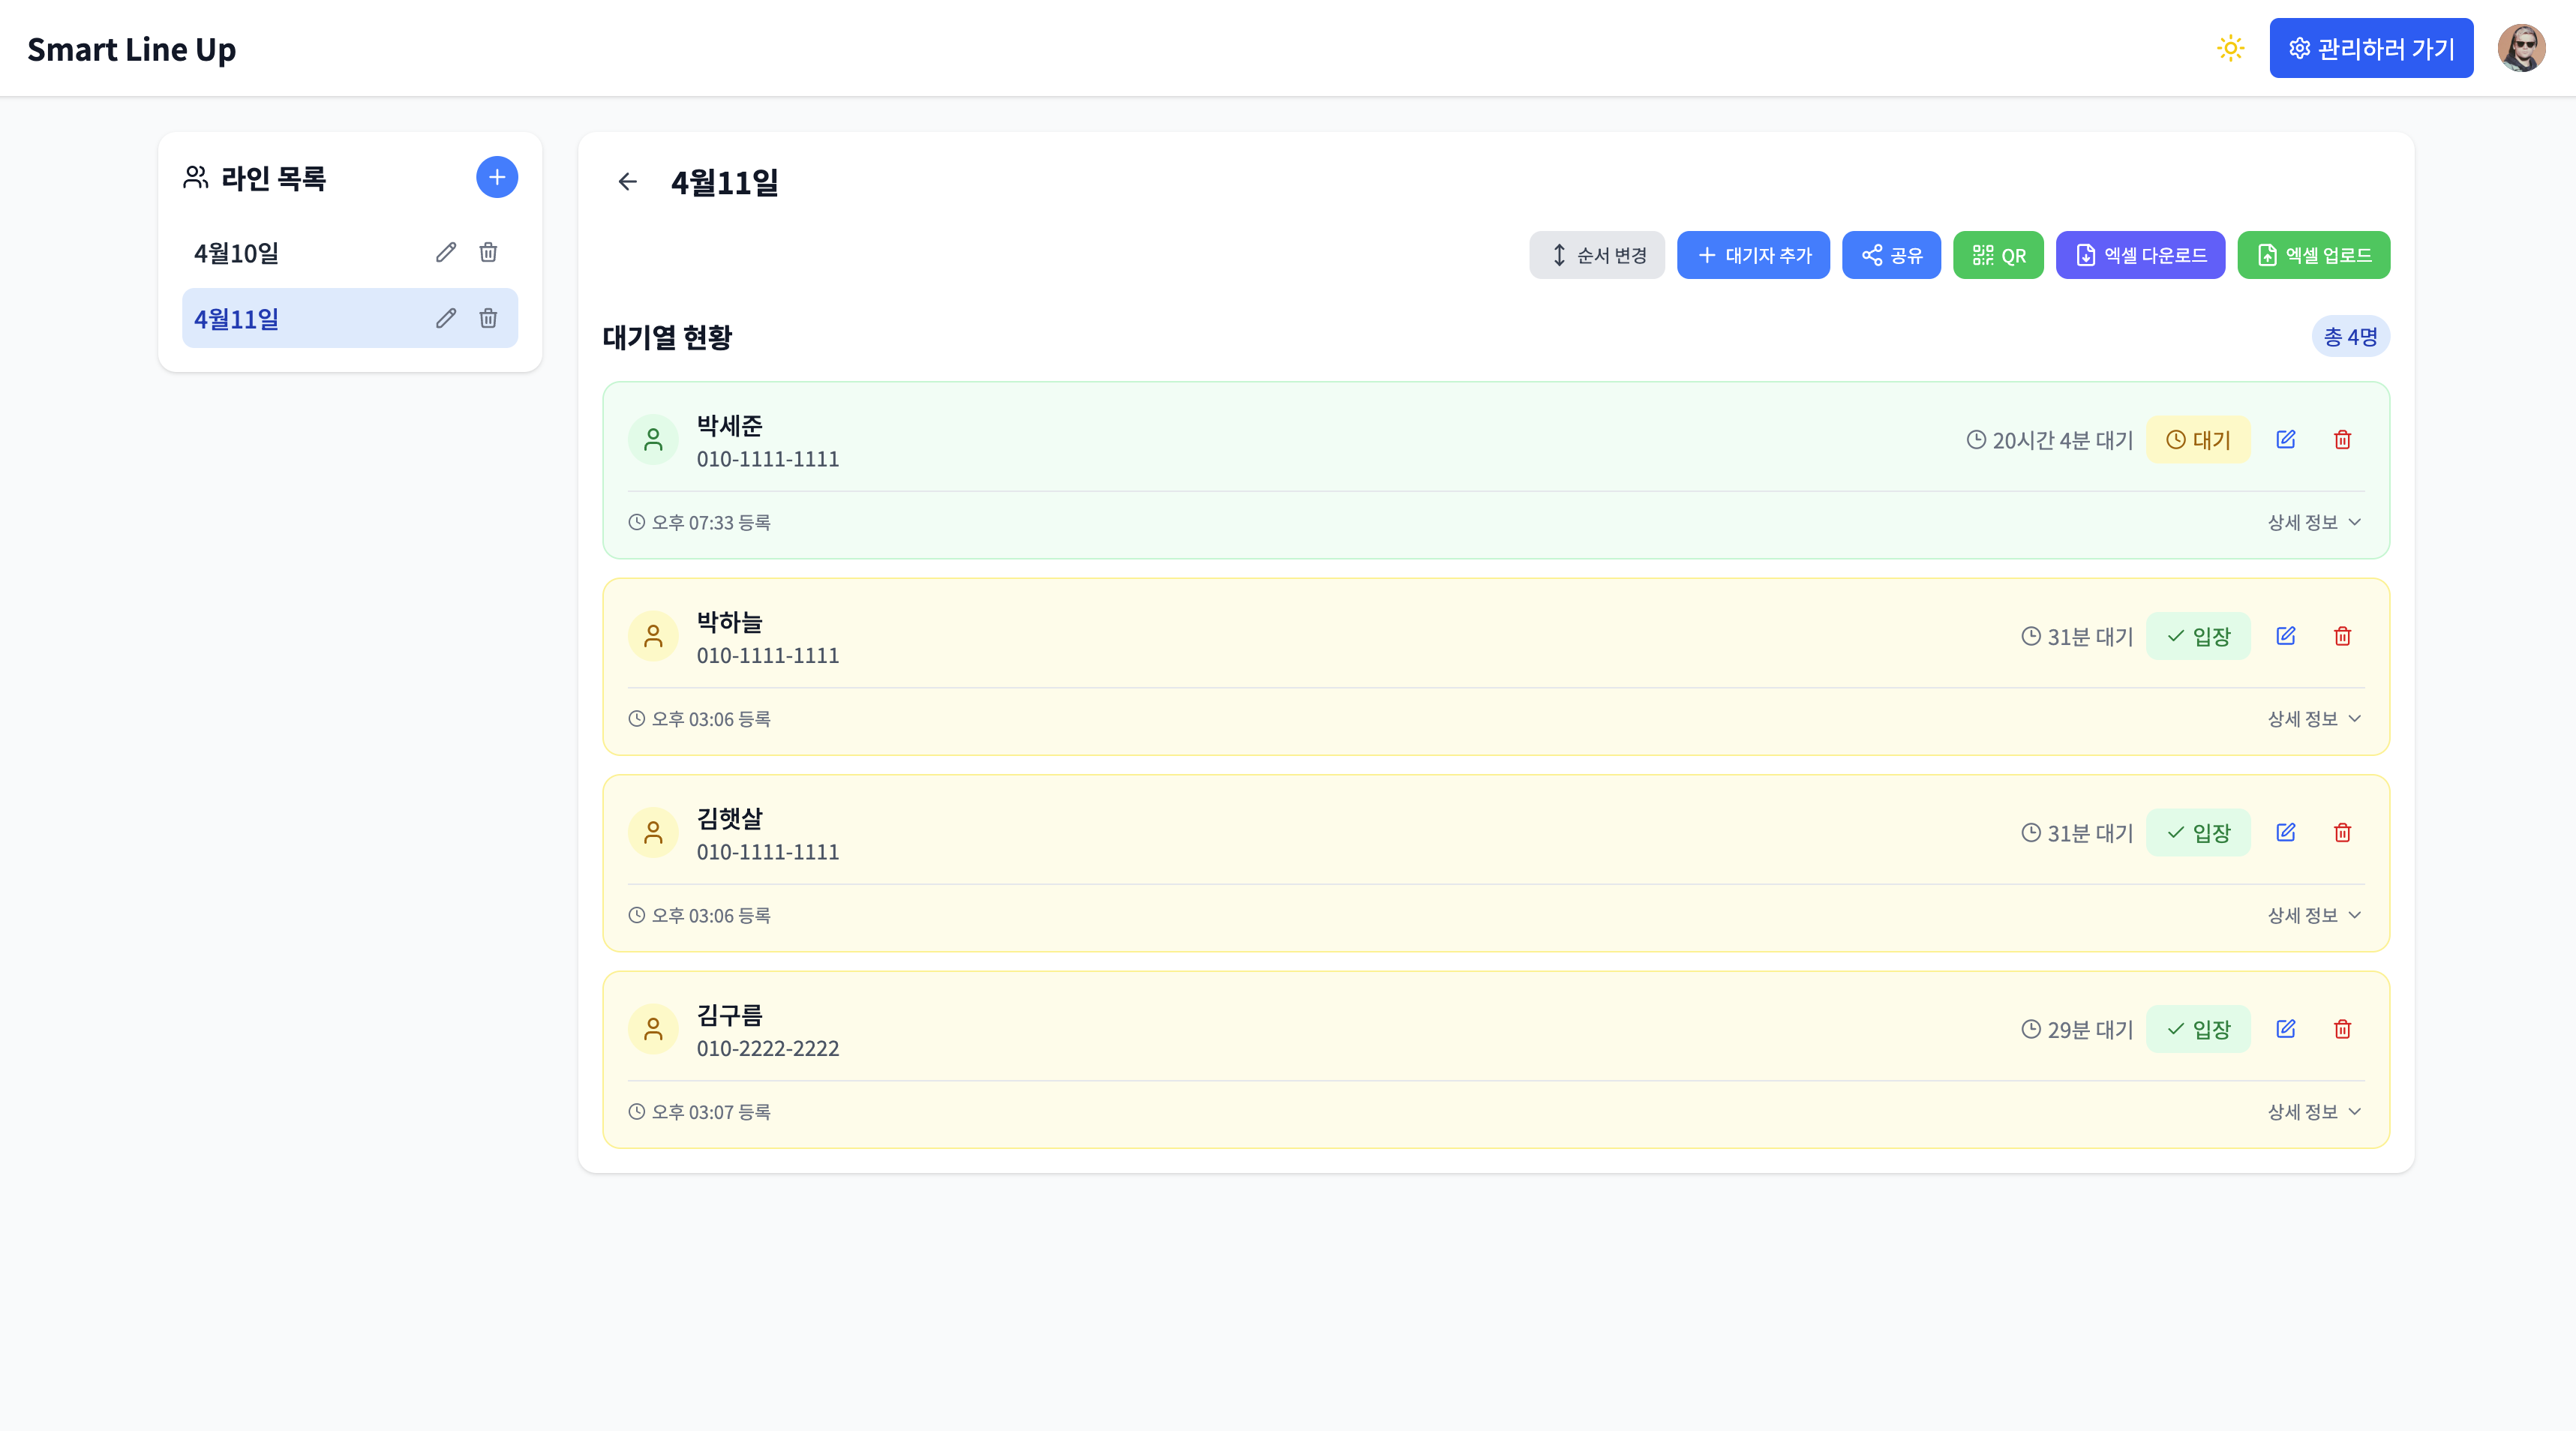 Smart Line Up
관리하러 가기
라인 목록
4월10일
4월11일
4월11일
순서 변경
대기자 추가
공유
QR
엑셀 다운로드
엑셀 업로드
대기열 현황
총 4명
박세준
010-1111-1111
20시간 4분 대기
대기
오후 07:33 등록
상세 정보
박하늘
010-1111-1111
31분 대기
입장
오후 03:06 등록
상세 정보
김햇살
010-1111-1111
31분 대기
입장
오후 03:06 등록
상세 정보
김구름
010-2222-2222
29분 대기
입장
오후 03:07 등록
상세 정보